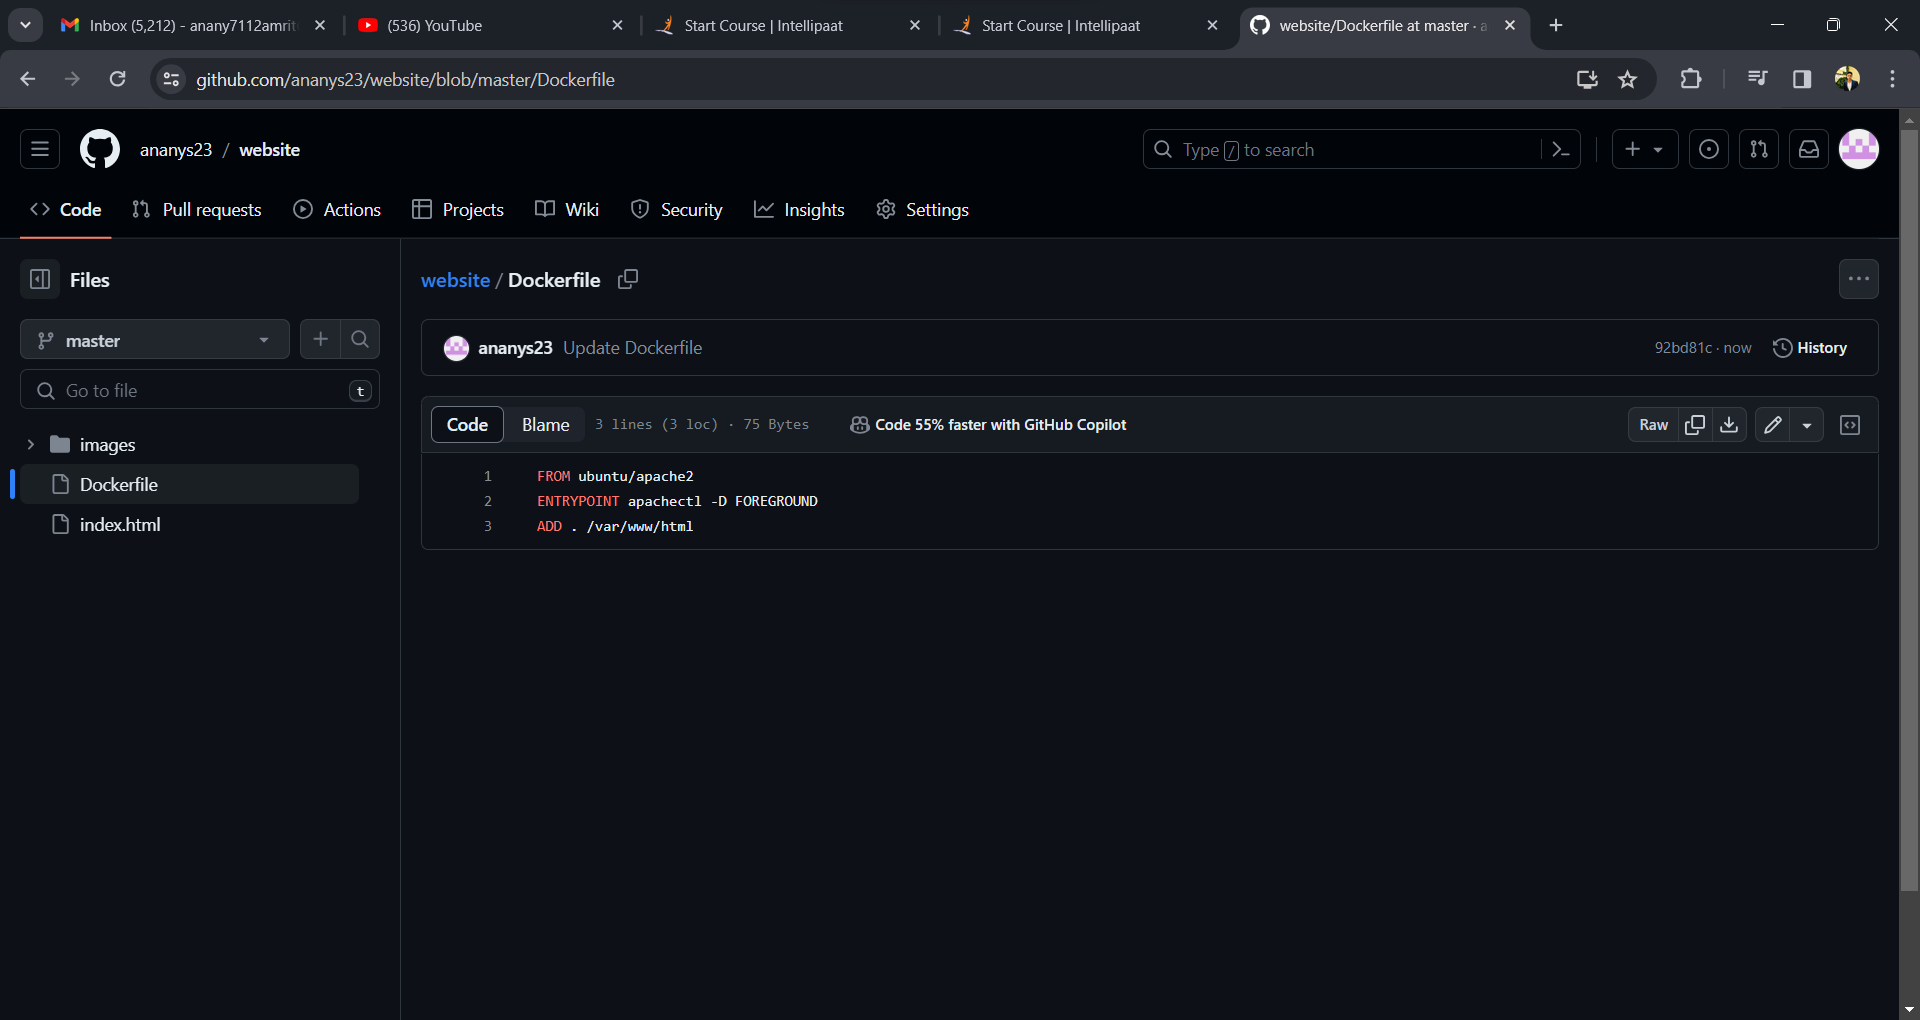 Inbox (5,212) - anany7112amrit
(536) YouTube
Start Course | Intellipaat
Start Course | Intellipaat
website/Dockerfile at master · a
github.com/ananys23/website/blob/master/Dockerfile
ananys23 / website
Type / to search
Code
Pull requests
Actions
Projects
Wiki
Security
Insights
Settings
Files
master
Go to file
t
images
Dockerfile
index.html
website / Dockerfile
ananys23 Update Dockerfile
92bd81c · now
History
Code
Blame
3 lines (3 loc) · 75 Bytes
Code 55% faster with GitHub Copilot
Raw
1 FROM ubuntu/apache2
2 ENTRYPOINT apachectl -D FOREGROUND
3 ADD . /var/www/html